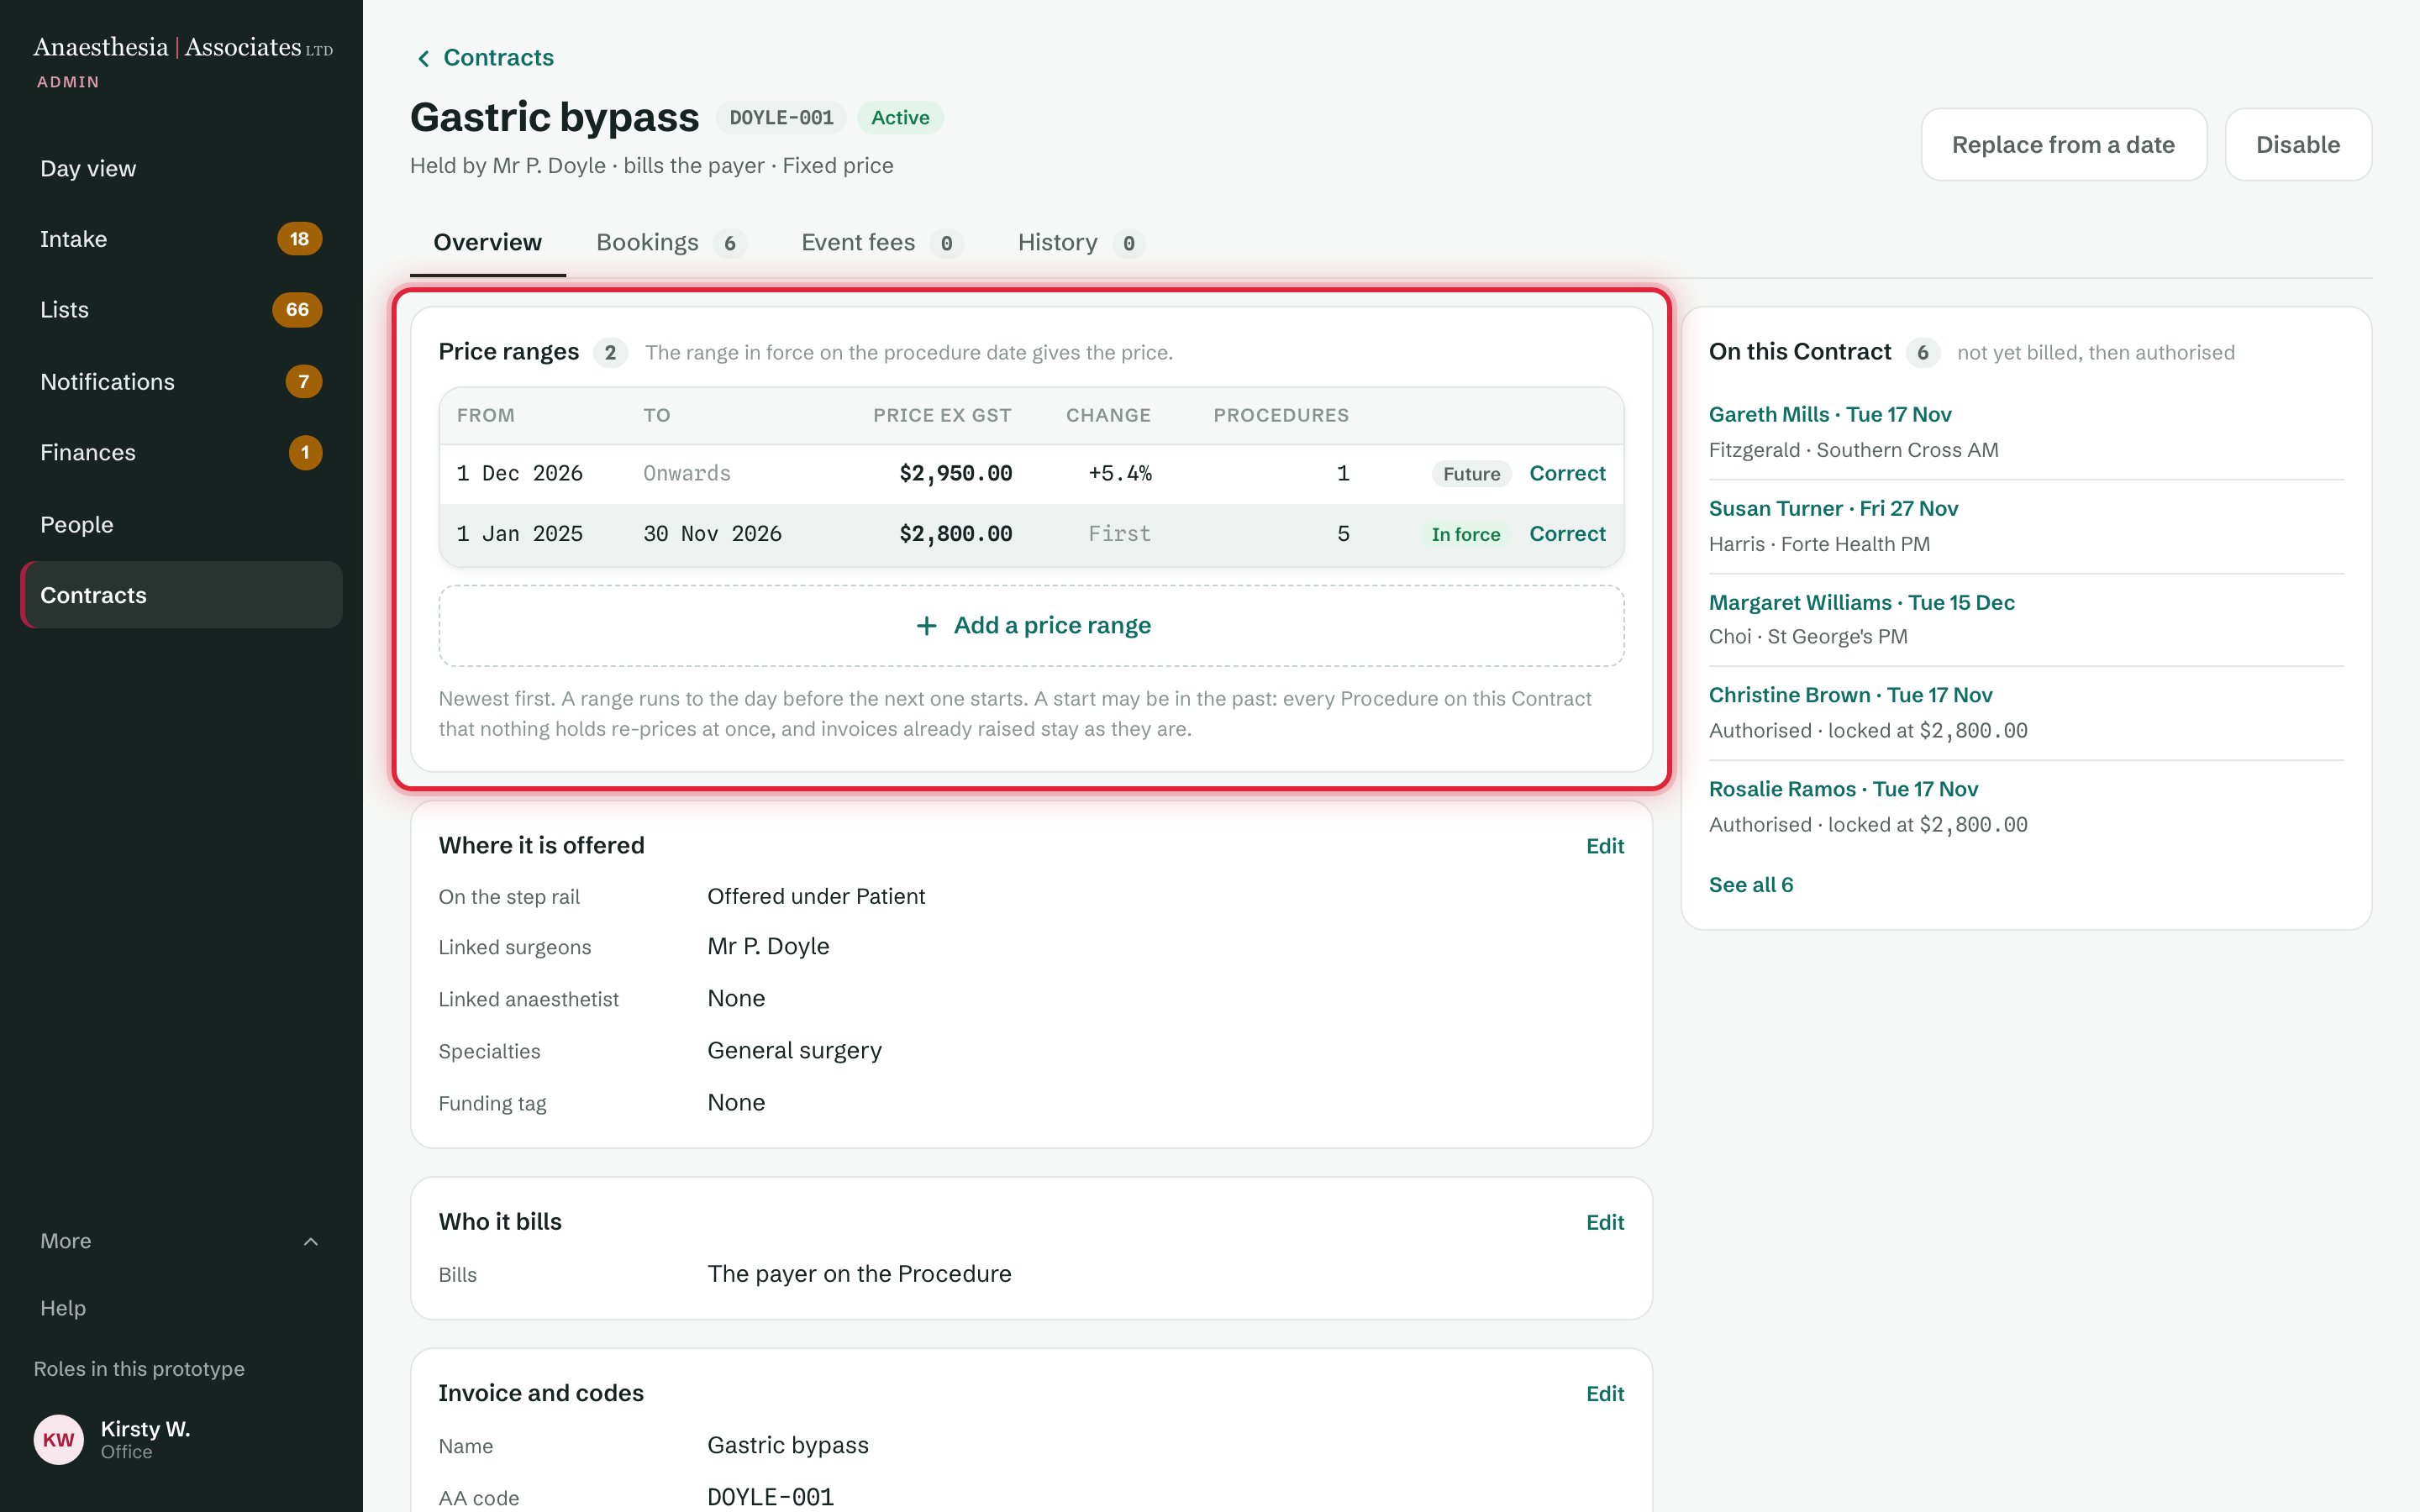 Anaesthesia | Associates LTD
ADMIN
Day view
Intake 18
Lists 66
Notifications 7
Finances 1
People
Contracts
More
Help
Roles in this prototype
KW
Kirsty W.
Office
Contracts
Gastric bypass DOYLE-001 Active
Held by Mr P. Doyle · bills the payer · Fixed price
Replace from a date
Disable
Overview
Bookings 6
Event fees 0
History 0
Price ranges 2 The range in force on the procedure date gives the price.
FROM TO PRICE EX GST CHANGE PROCEDURES
1 Dec 2026 Onwards $2,950.00 +5.4% 1 Future Correct
1 Jan 2025 30 Nov 2026 $2,800.00 First 5 In force Correct
+ Add a price range
Newest first. A range runs to the day before the next one starts. A start may be in the past: every Procedure on this Contract
that nothing holds re-prices at once, and invoices already raised stay as they are.
Where it is offered Edit
On the step rail Offered under Patient
Linked surgeons Mr P. Doyle
Linked anaesthetist None
Specialties General surgery
Funding tag None
Who it bills Edit
Bills The payer on the Procedure
Invoice and codes Edit
Name Gastric bypass
AA code DOYLE-001
On this Contract 6 not yet billed, then authorised
Gareth Mills · Tue 17 Nov
Fitzgerald · Southern Cross AM
Susan Turner · Fri 27 Nov
Harris · Forte Health PM
Margaret Williams · Tue 15 Dec
Choi · St George's PM
Christine Brown · Tue 17 Nov
Authorised · locked at $2,800.00
Rosalie Ramos · Tue 17 Nov
Authorised · locked at $2,800.00
See all 6